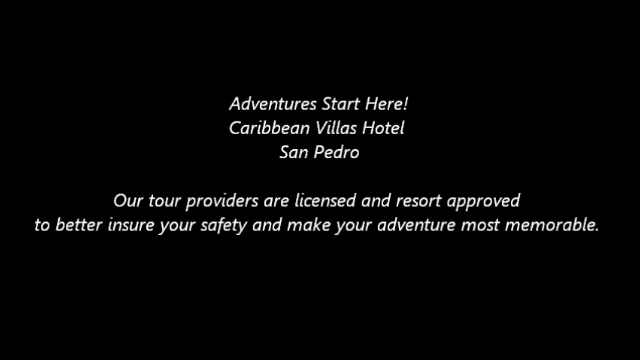 Adventures Start Here!
Caribbean Villas Hotel
San Pedro
Our tour providers are licensed and resort approved
to better insure your safety and make your adventure most memorable.